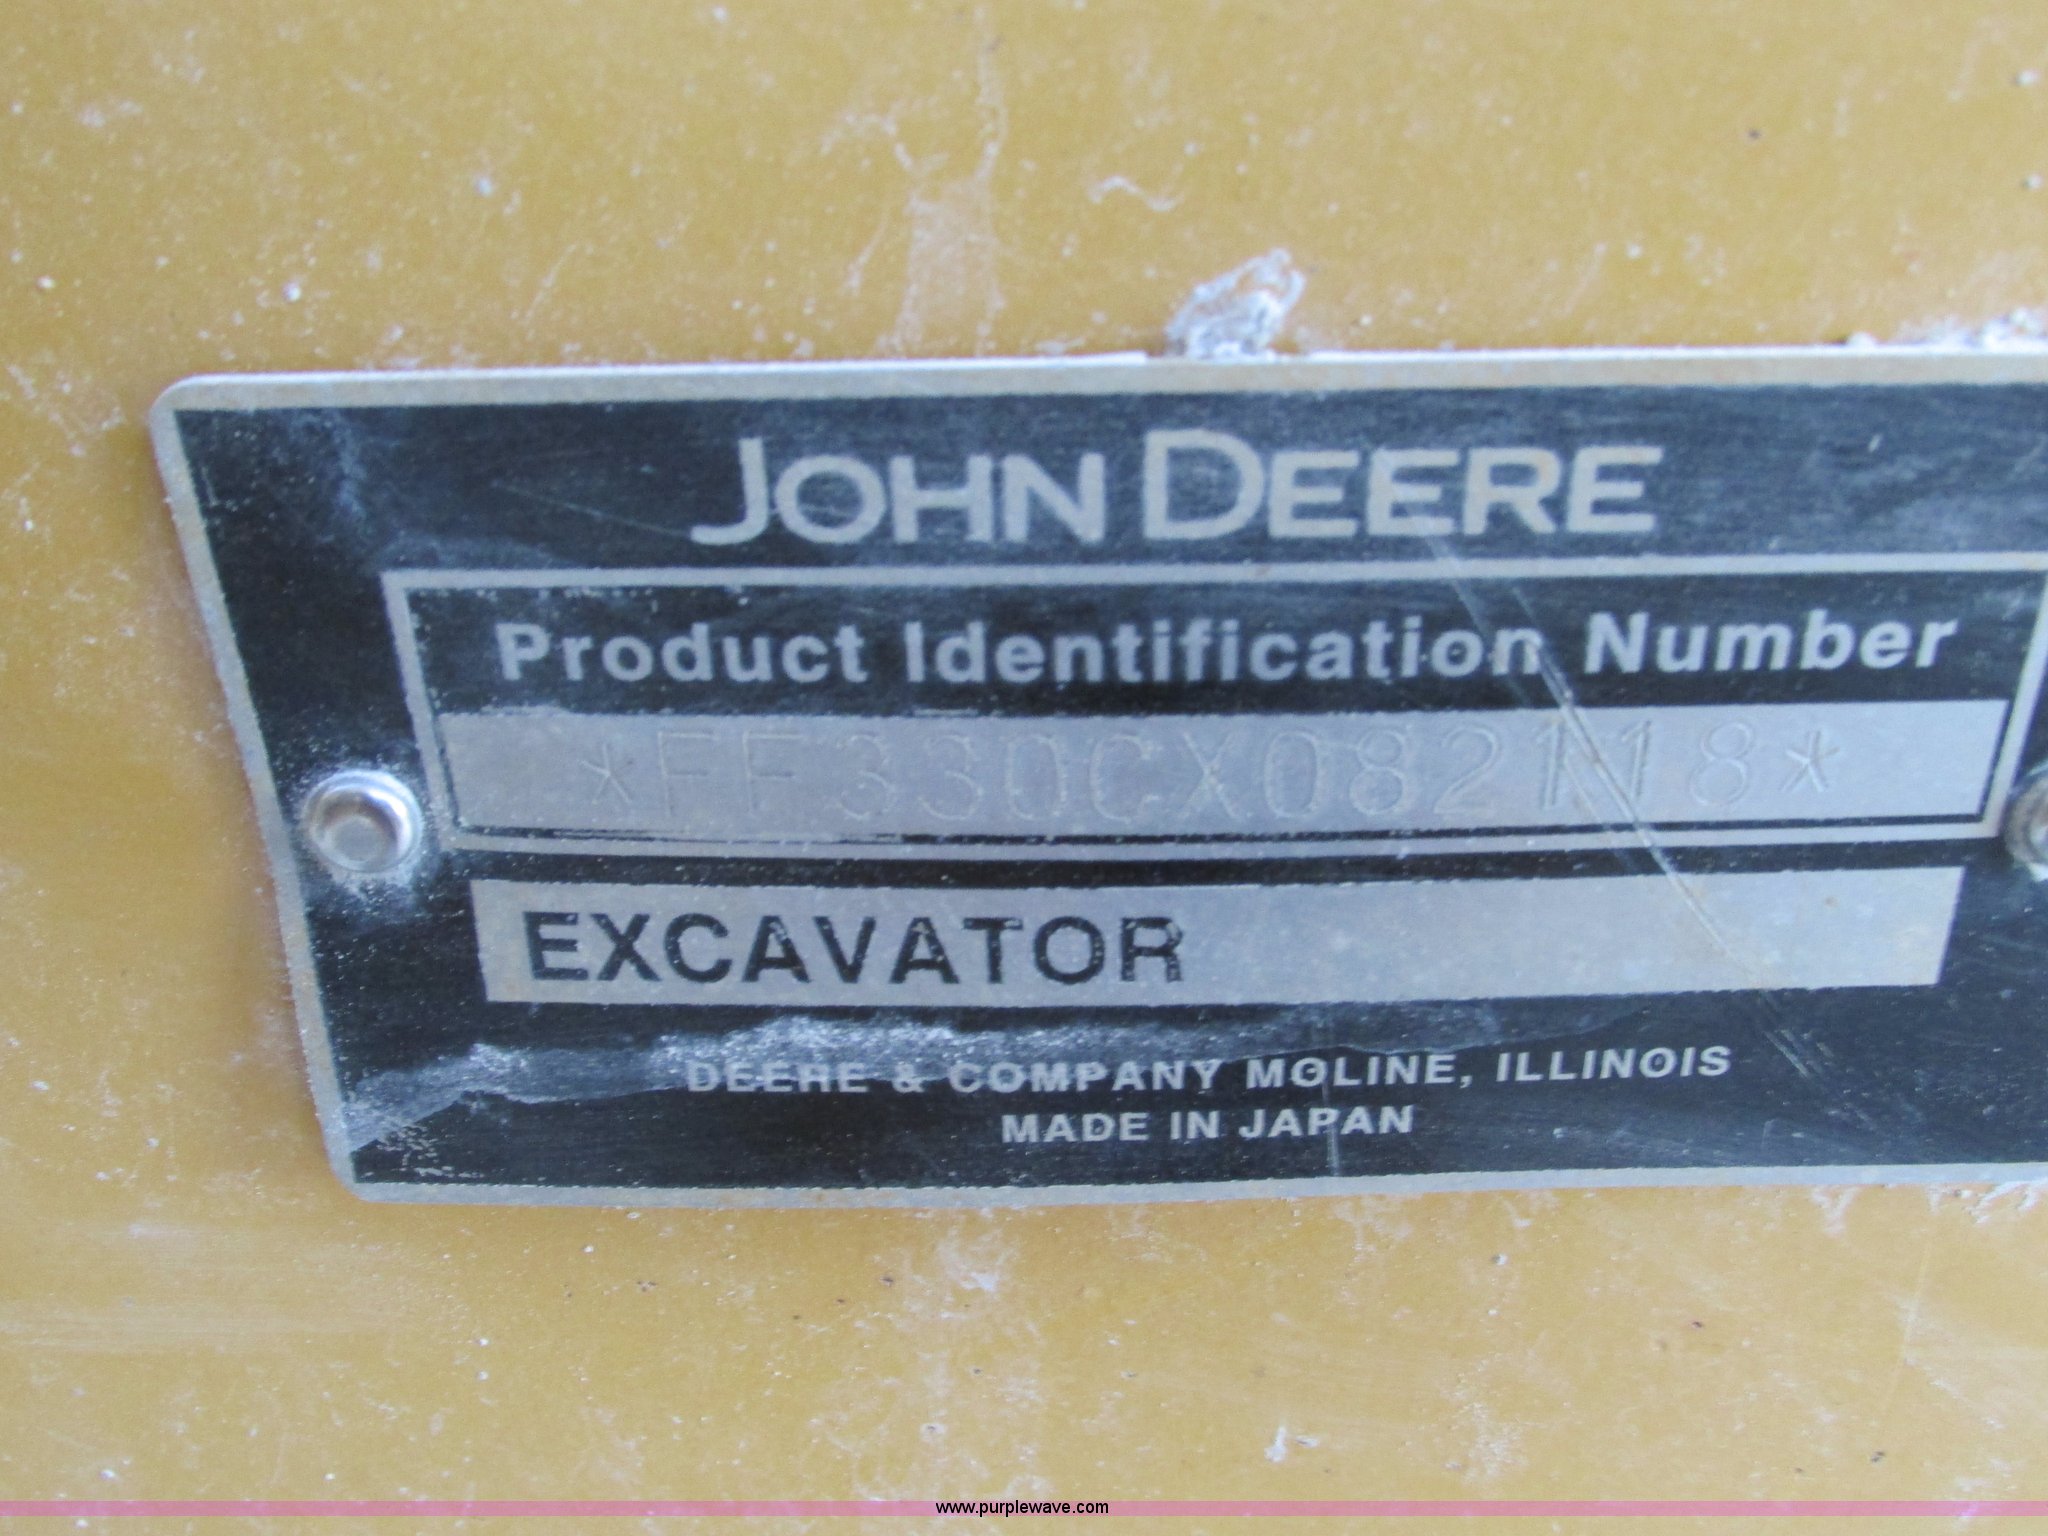 JOHN DEERE
Product Identification Number
*FF330CX082118*
EXCAVATOR
DEERE & COMPANY MOLINE, ILLINOIS
MADE IN JAPAN
www.purplewave.com